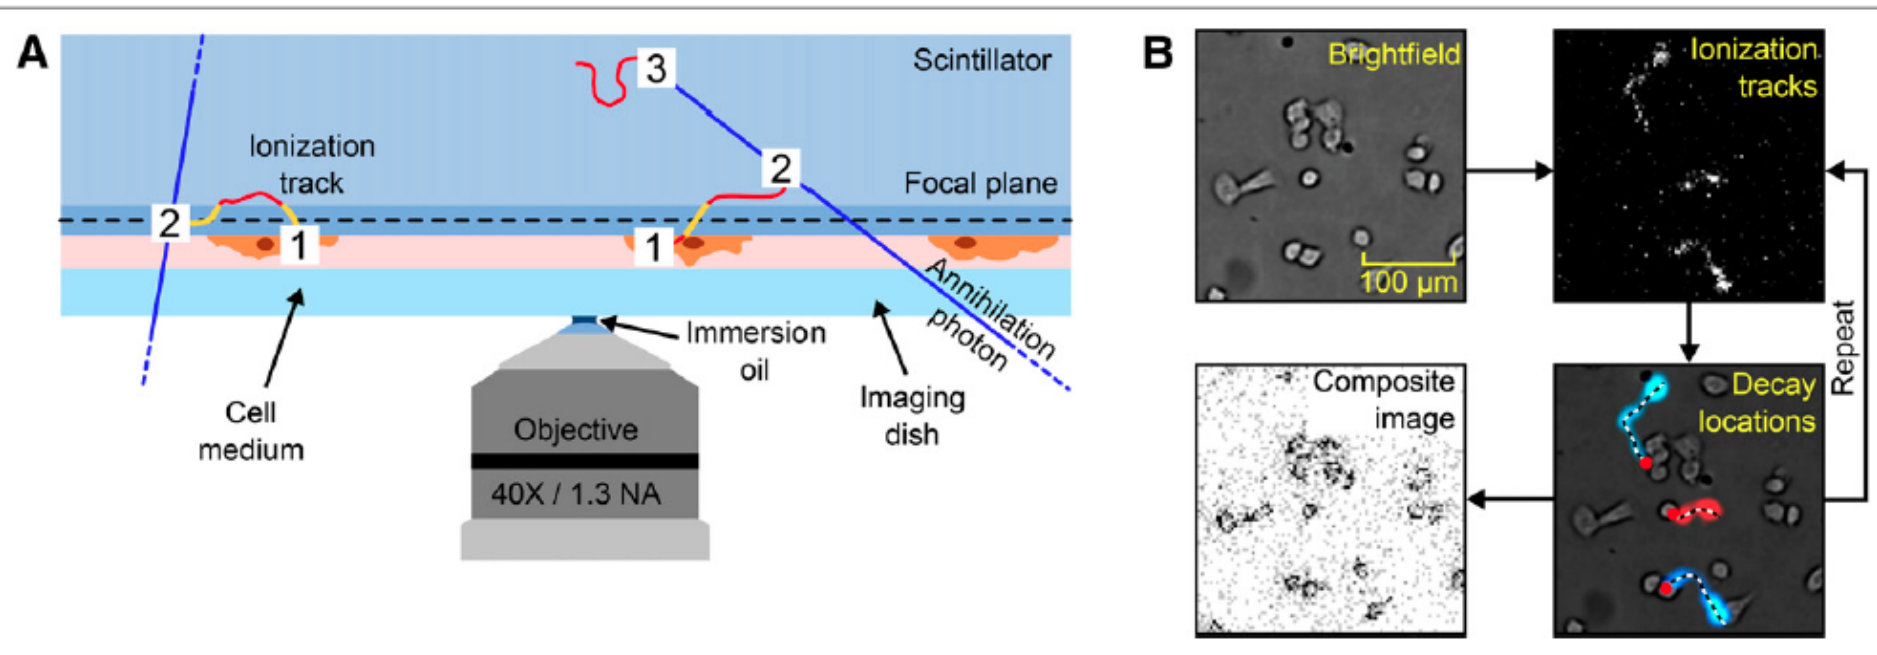 A
Scintillator
3
Ionization
track
2
Focal plane
2
1
1
Annihilation
photon
Immersion
oil
Cell
medium
Imaging
dish
Objective
40X / 1.3 NA
B
Brightfield
100 µm
Ionization
tracks
Repeat
Composite
image
Decay
locations